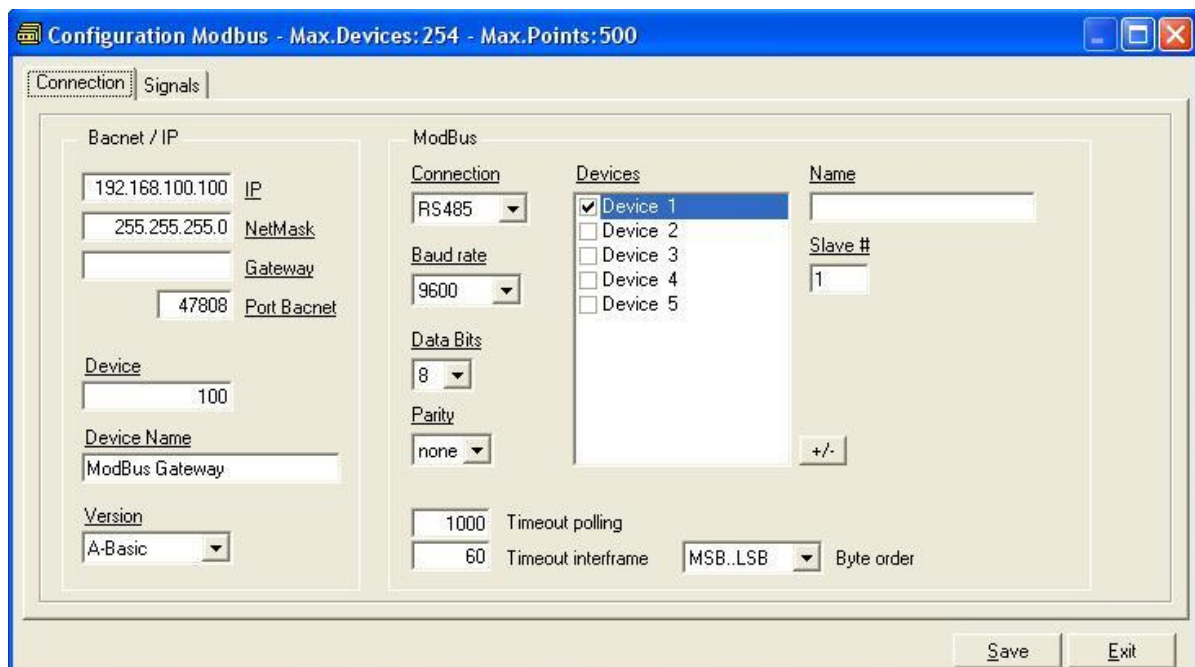 Configuration Modbus - Max.Devices:254 - Max.Points:500
Connection Signals
Bacnet / IP
192.168.100.100 IP
255.255.255.0 NetMask
Gateway
47808 Port Bacnet
Device
100
Device Name
ModBus Gateway
Version
A-Basic
ModBus
Connection
RS485
Baud rate
9600
Data Bits
8
Parity
none
Devices
Device 1
Device 2
Device 3
Device 4
Device 5
Name
Slave #
1
+/-
1000 Timeout polling
60 Timeout interframe MSB..LSB Byte order
Save Exit